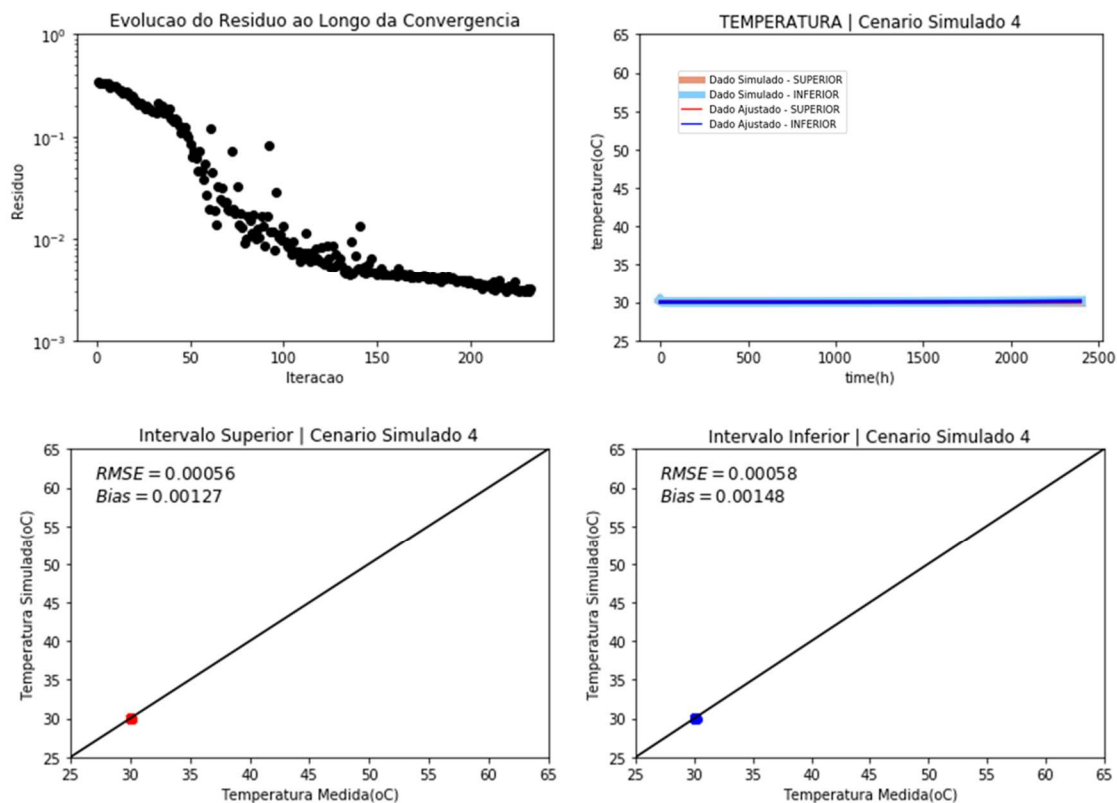 Evolucao do Residuo ao Longo da Convergencia
10^0
10^-1
10^-2
10^-3
Residuo
0 50 100 150 200
Iteracao
TEMPERATURA | Cenario Simulado 4
65
60
55
50
45
40
35
30
25
temperature(oC)
Dado Simulado - SUPERIOR
Dado Simulado - INFERIOR
Dado Ajustado - SUPERIOR
Dado Ajustado - INFERIOR
0 500 1000 1500 2000 2500
time(h)
Intervalo Superior | Cenario Simulado 4
RMSE = 0.00056
Bias = 0.00127
65
60
55
50
45
40
35
30
25
Temperatura Simulada(oC)
25 30 35 40 45 50 55 60 65
Temperatura Medida(oC)
Intervalo Inferior | Cenario Simulado 4
RMSE = 0.00058
Bias = 0.00148
65
60
55
50
45
40
35
30
25
Temperatura Simulada(oC)
25 30 35 40 45 50 55 60 65
Temperatura Medida(oC)